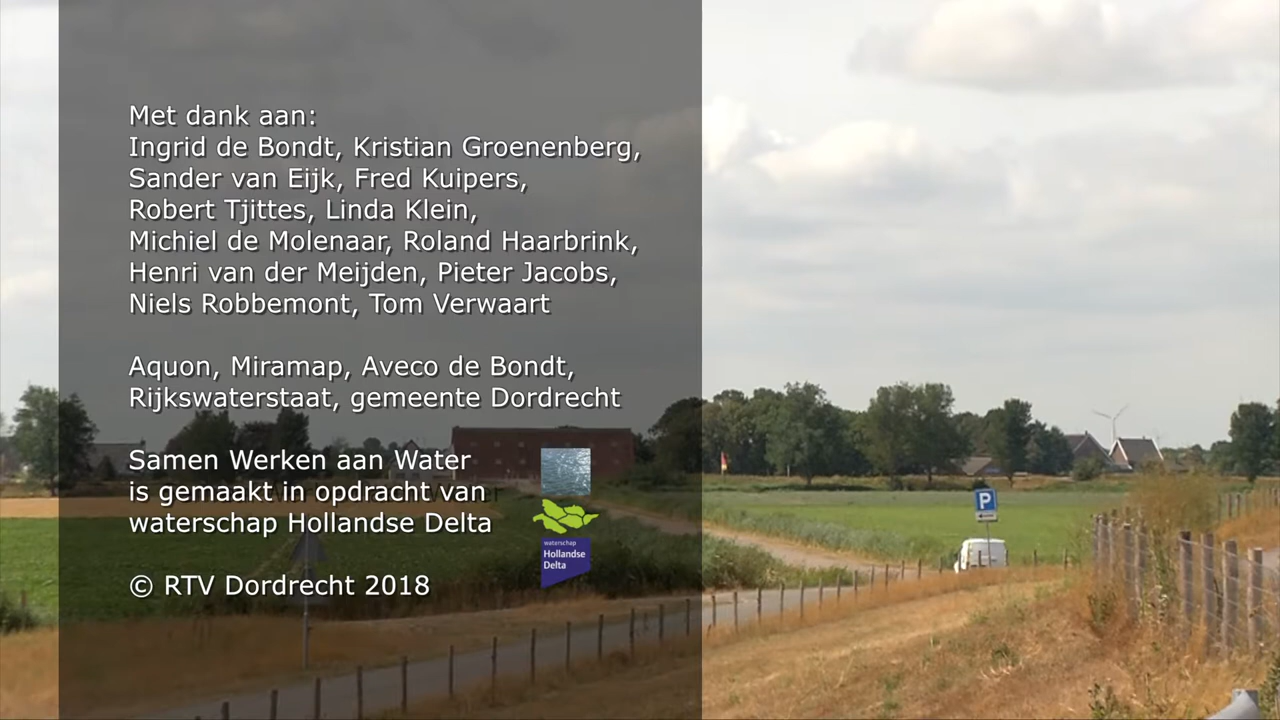 Met dank aan:
Ingrid de Bondt, Kristian Groenenberg,
Sander van Eijk, Fred Kuipers,
Robert Tjittes, Linda Klein,
Michiel de Molenaar, Roland Haarbrink,
Henri van der Meijden, Pieter Jacobs,
Niels Robbemont, Tom Verwaart
Aquon, Miramap, Aveco de Bondt,
Rijkswaterstaat, gemeente Dordrecht
Samen Werken aan Water
is gemaakt in opdracht van
waterschap Hollandse Delta
waterschap
Hollandse
Delta
© RTV Dordrecht 2018
P